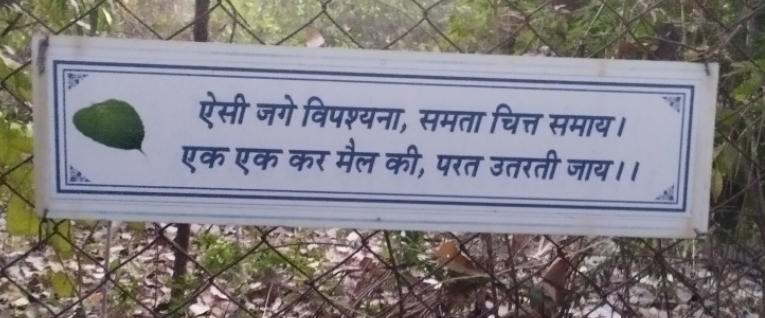 ऐसी जगे विपश्यना, समता चित्त समाय।
एक एक कर मैल की, परत उतरती जाय।।